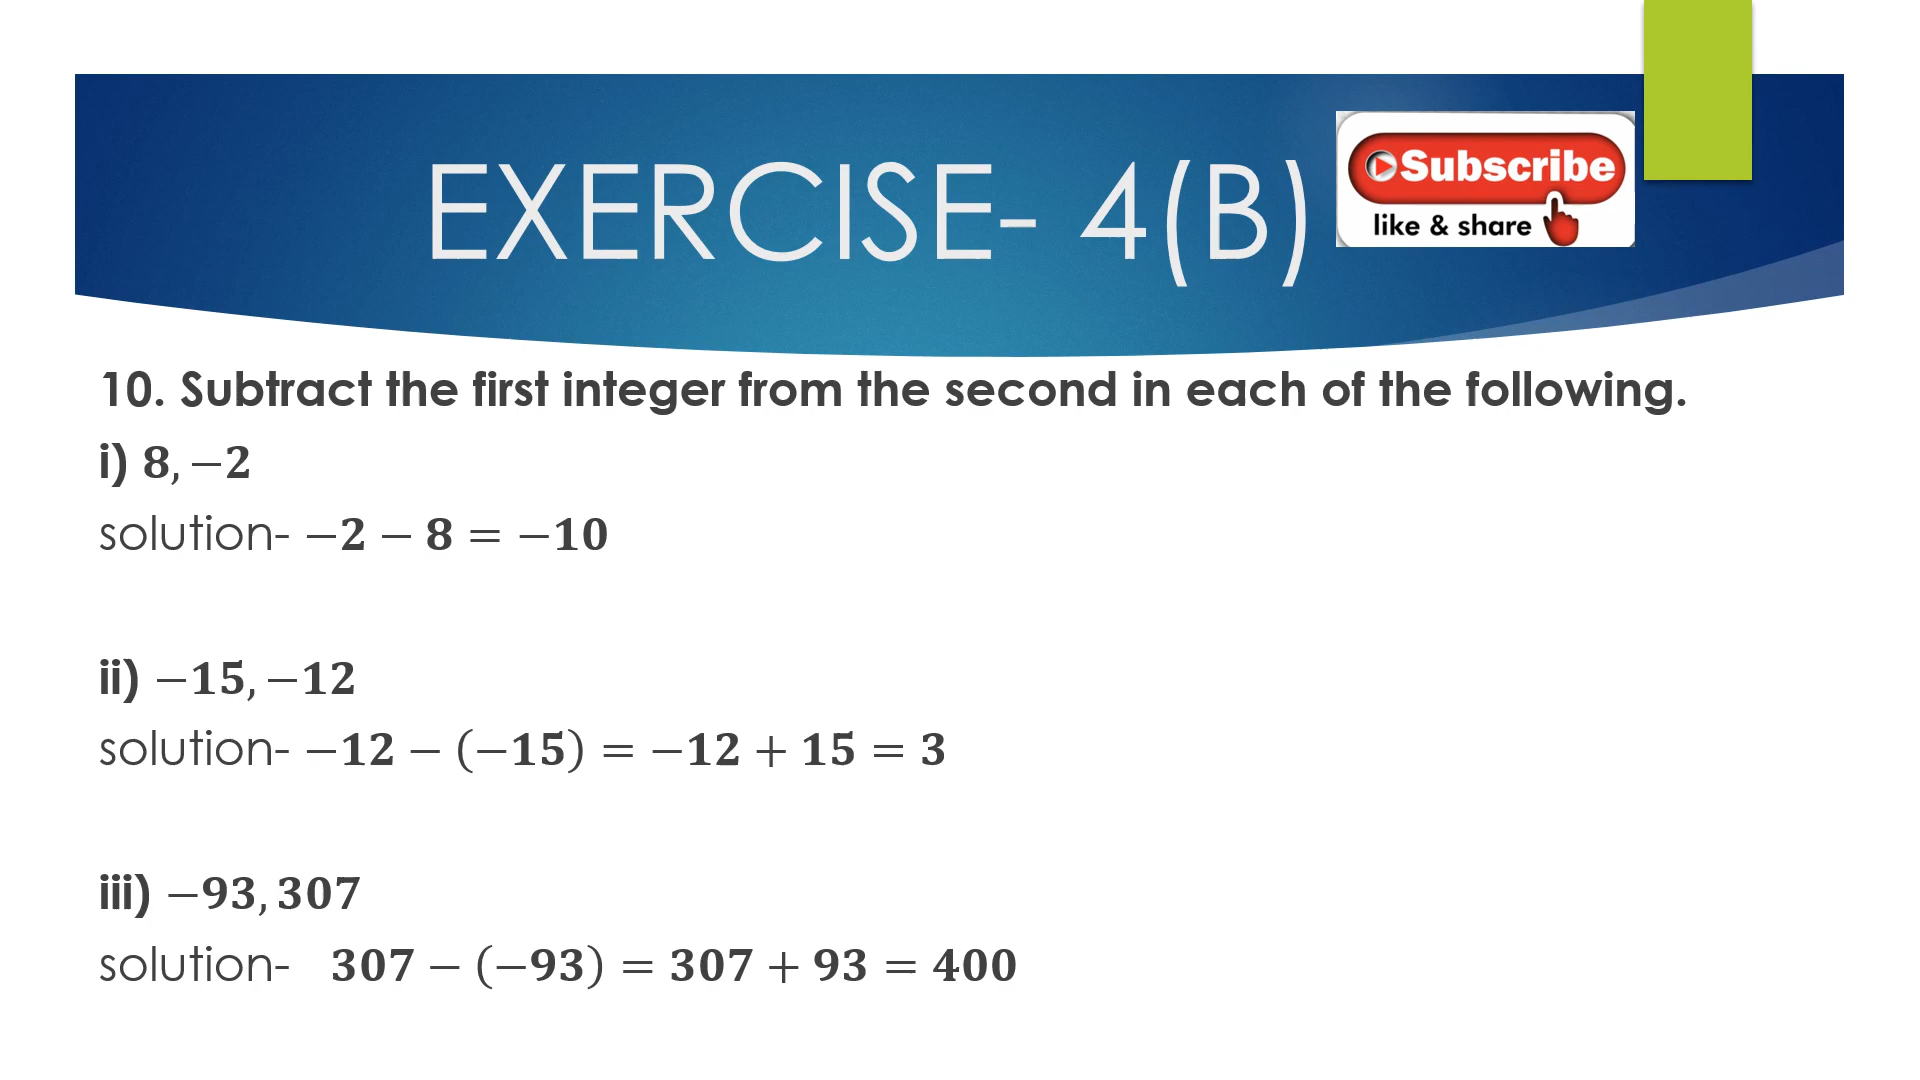 EXERCISE- 4(B)
Subscribe
like & share
10. Subtract the first integer from the second in each of the following.
i) 8, −2
solution- −2 − 8 = −10
ii) −15, −12
solution- −12 − (−15) = −12 + 15 = 3
iii) −93, 307
solution- 307 − (−93) = 307 + 93 = 400